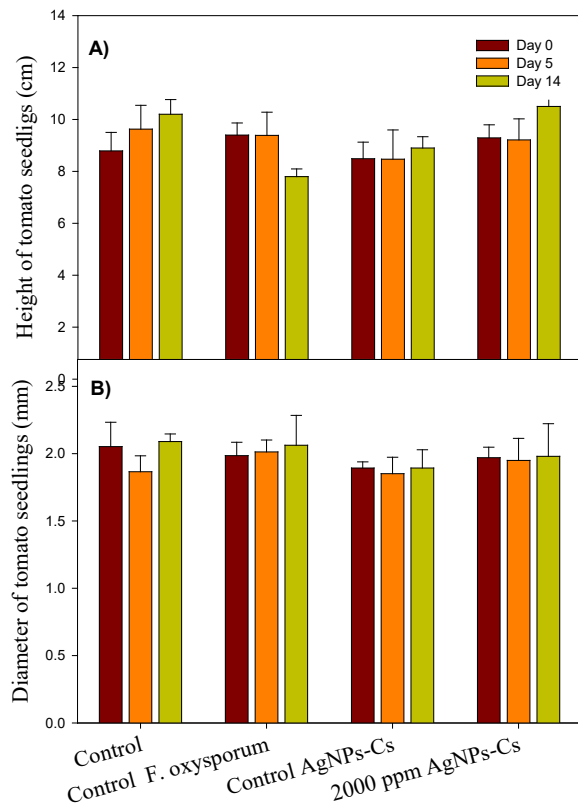 A)
Day 0
Day 5
Day 14
Height of tomato seedligs (cm)
14
12
10
8
6
4
2
0
B)
Diameter of tomato seedlings (mm)
2.5
2.0
1.5
1.0
0.5
0.0
Control
Control F. oxysporum
Control AgNPs-Cs
2000 ppm AgNPs-Cs